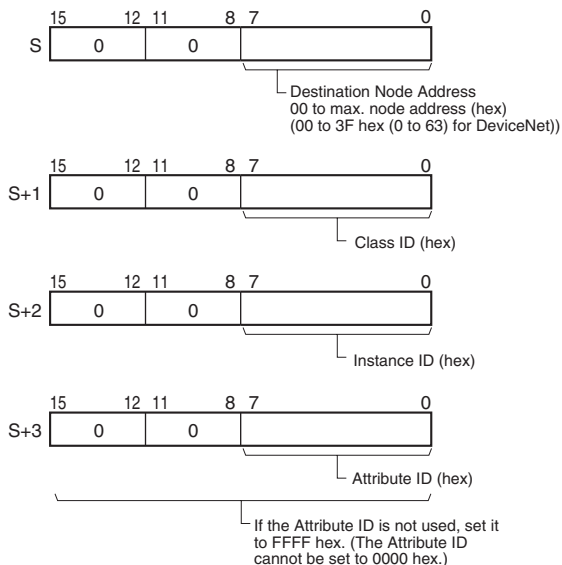 15 12 11 8 7 0
S 0 0
Destination Node Address
00 to max. node address (hex)
(00 to 3F hex (0 to 63) for DeviceNet))
15 12 11 8 7 0
S+1 0 0
Class ID (hex)
15 12 11 8 7 0
S+2 0 0
Instance ID (hex)
15 12 11 8 7 0
S+3 0 0
Attribute ID (hex)
If the Attribute ID is not used, set it
to FFFF hex. (The Attribute ID
cannot be set to 0000 hex.)